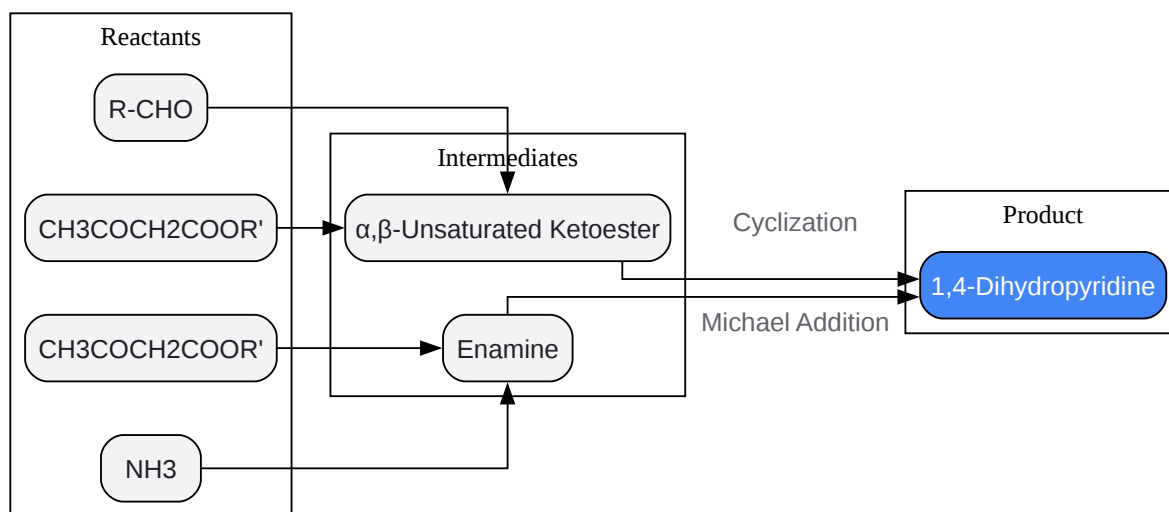 Reactants
R-CHO
CH3COCH2COOR'
CH3COCH2COOR'
NH3
Intermediates
α,β-Unsaturated Ketoester
Enamine
Cyclization
Michael Addition
Product
1,4-Dihydropyridine